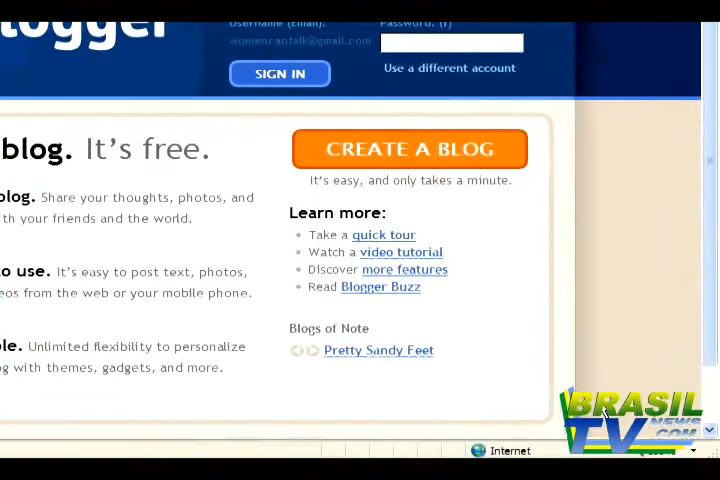 logger
Username (Email):
Password: (?)
womencantalk@gmail.com
SIGN IN
Use a different account
blog. It's free.
CREATE A BLOG
It's easy, and only takes a minute.
blog. Share your thoughts, photos, and
ith your friends and the world.
Learn more:
Take a quick tour
Watch a video tutorial
Discover more features
Read Blogger Buzz
o use. It's easy to post text, photos,
eos from the web or your mobile phone.
Blogs of Note
Pretty Sandy Feet
le. Unlimited flexibility to personalize
g with themes, gadgets, and more.
BRASIL
TV NEWS
.COM
Internet